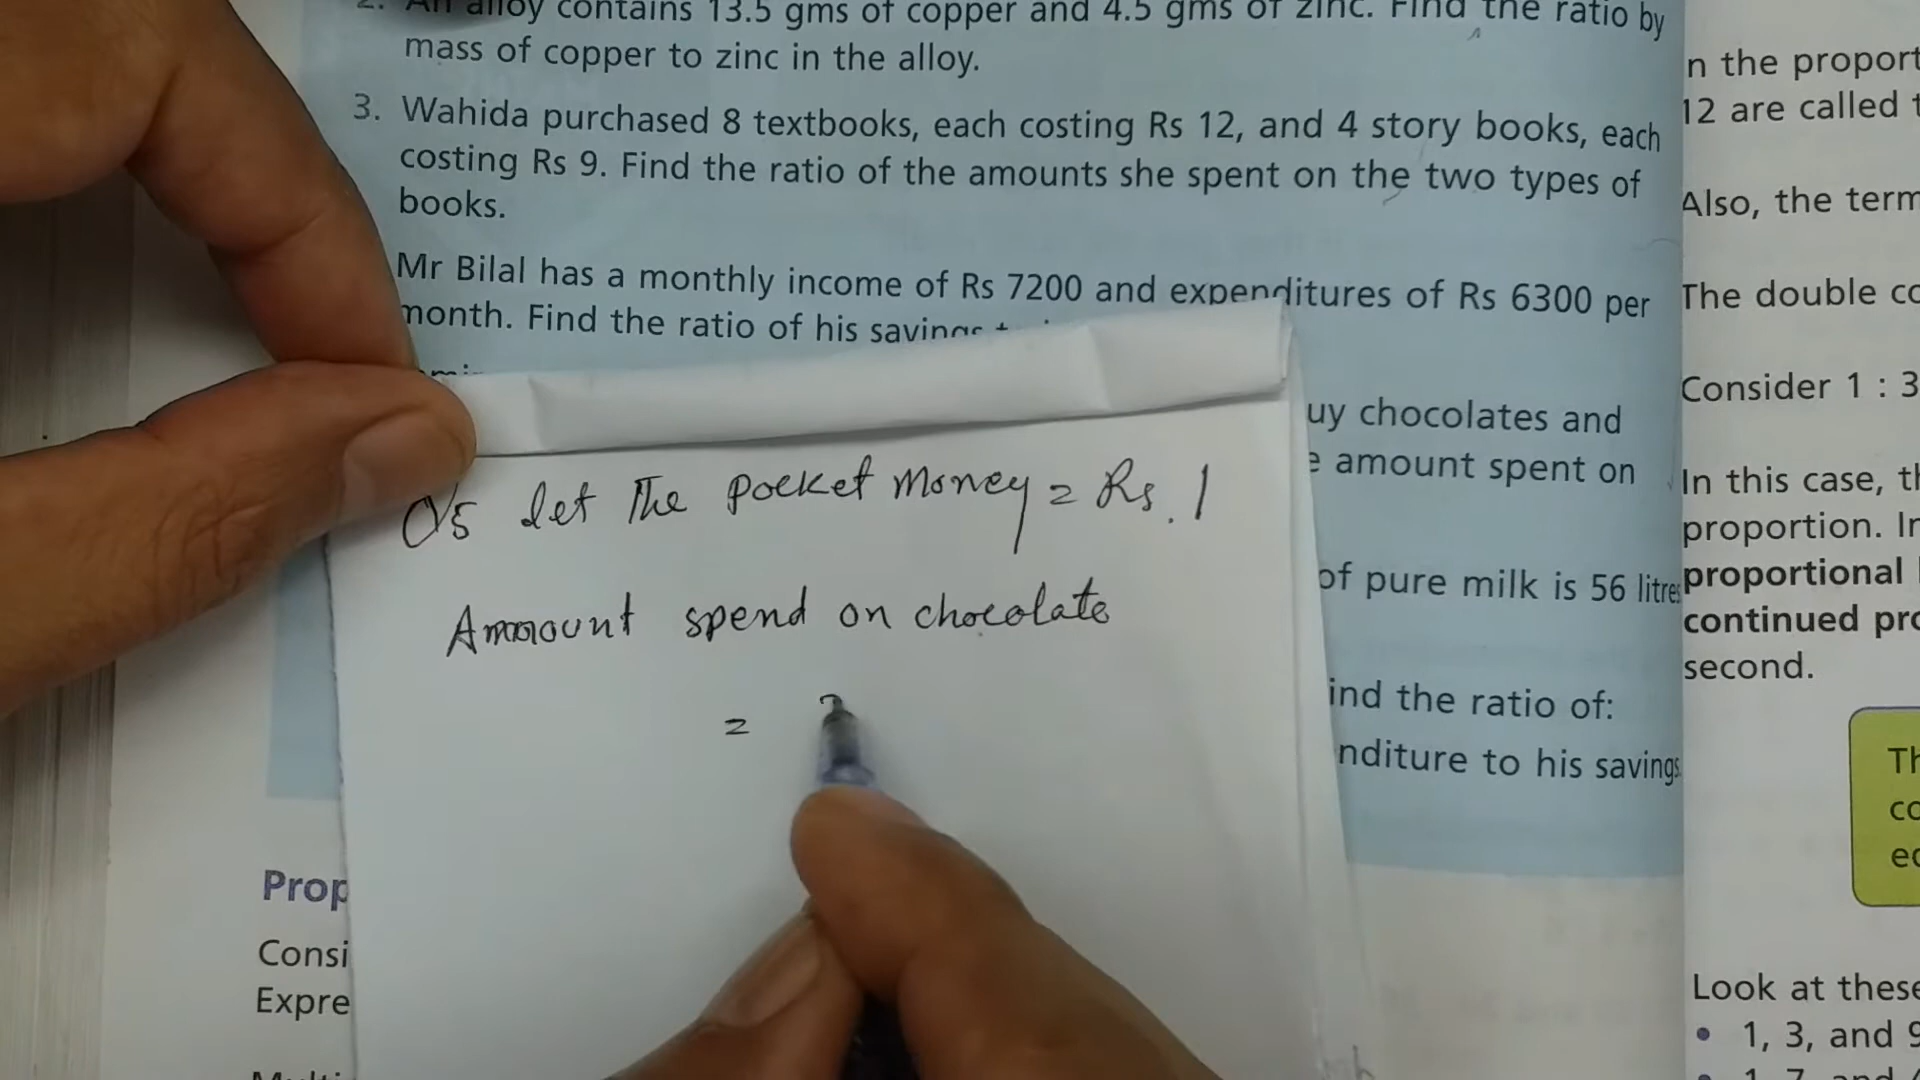 2. An alloy contains 13.5 gms of copper and 4.5 gms of zinc. Find the ratio by
mass of copper to zinc in the alloy.
3. Wahida purchased 8 textbooks, each costing Rs 12, and 4 story books, each
costing Rs 9. Find the ratio of the amounts she spent on the two types of
books.
Mr Bilal has a monthly income of Rs 7200 and expenditures of Rs 6300 per
month. Find the ratio of his savings
uy chocolates and
amount spent on
of pure milk is 56 litres
ind the ratio of:
nditure to his savings
Q5 let The pocket Money = Rs. 1
Ammount spend on chocolate
=
Prop
Consi
Expre
n the proport
12 are called t
Also, the term
The double co
Consider 1 : 3
In this case, th
proportion. In
proportional
continued pro
second.
Th
co
eq
Look at these
• 1, 3, and 9